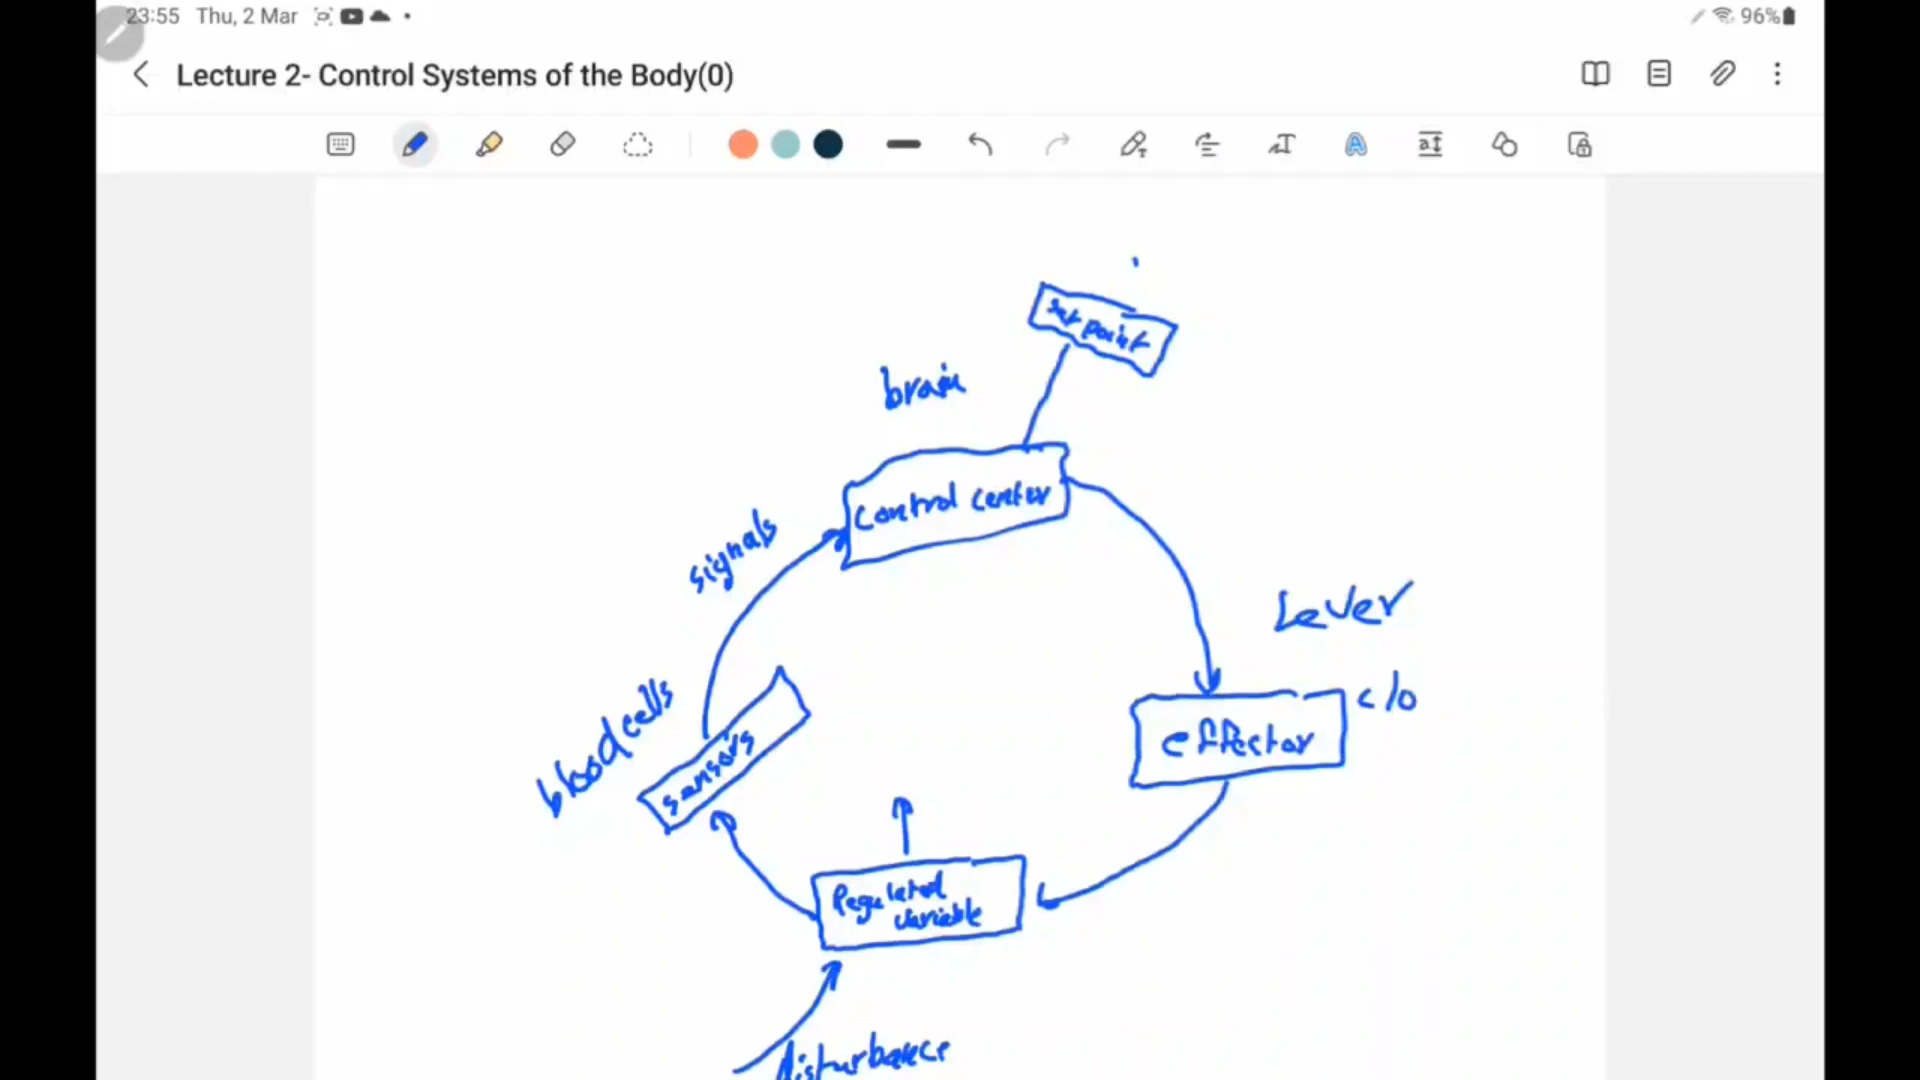 23:55 Thu, 2 Mar
96%
Lecture 2- Control Systems of the Body(0)
set point
brain
control center
signals
Lever
c/o
effector
blood cells
sensors
Regulated
variable
disturbance